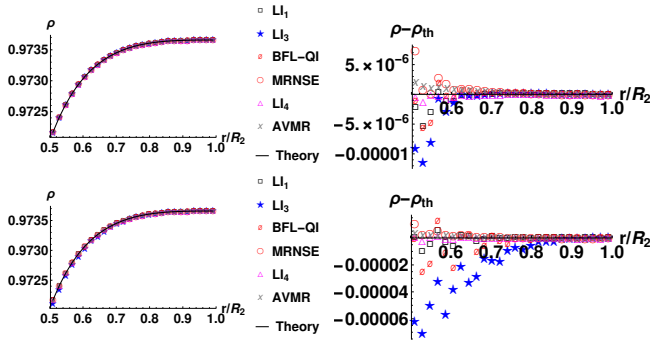 ρ
0.9735
0.9730
0.9725
0.5 0.6 0.7 0.8 0.9 1.0 r/R2
□ LI1
★ LI3
ø BFL-QI
○ MRNSE
△ LI4
x AVMR
— Theory
ρ-ρth
5.×10-6
-5.×10-6
-0.00001
0.6 0.7 0.8 0.9 1.0 r/R2
ρ
0.9735
0.9730
0.9725
0.5 0.6 0.7 0.8 0.9 1.0 r/R2
□ LI1
★ LI3
ø BFL-QI
○ MRNSE
△ LI4
x AVMR
— Theory
ρ-ρth
-0.00002
-0.00004
-0.00006
0.6 0.7 0.8 0.9 1.0 r/R2